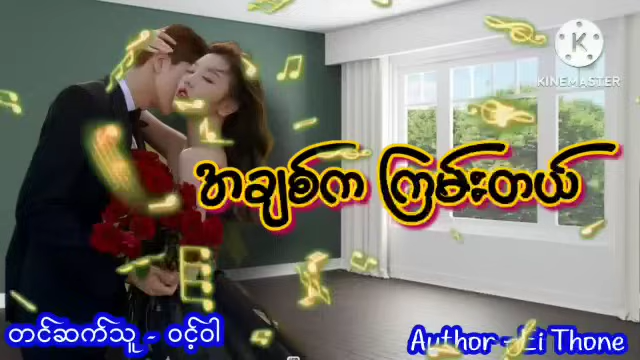 KINEMASTER
အချစ်က ကြမ်းတယ်
တင်ဆက်သူ - ဝင့်ဝါ
Author - Ei Thone